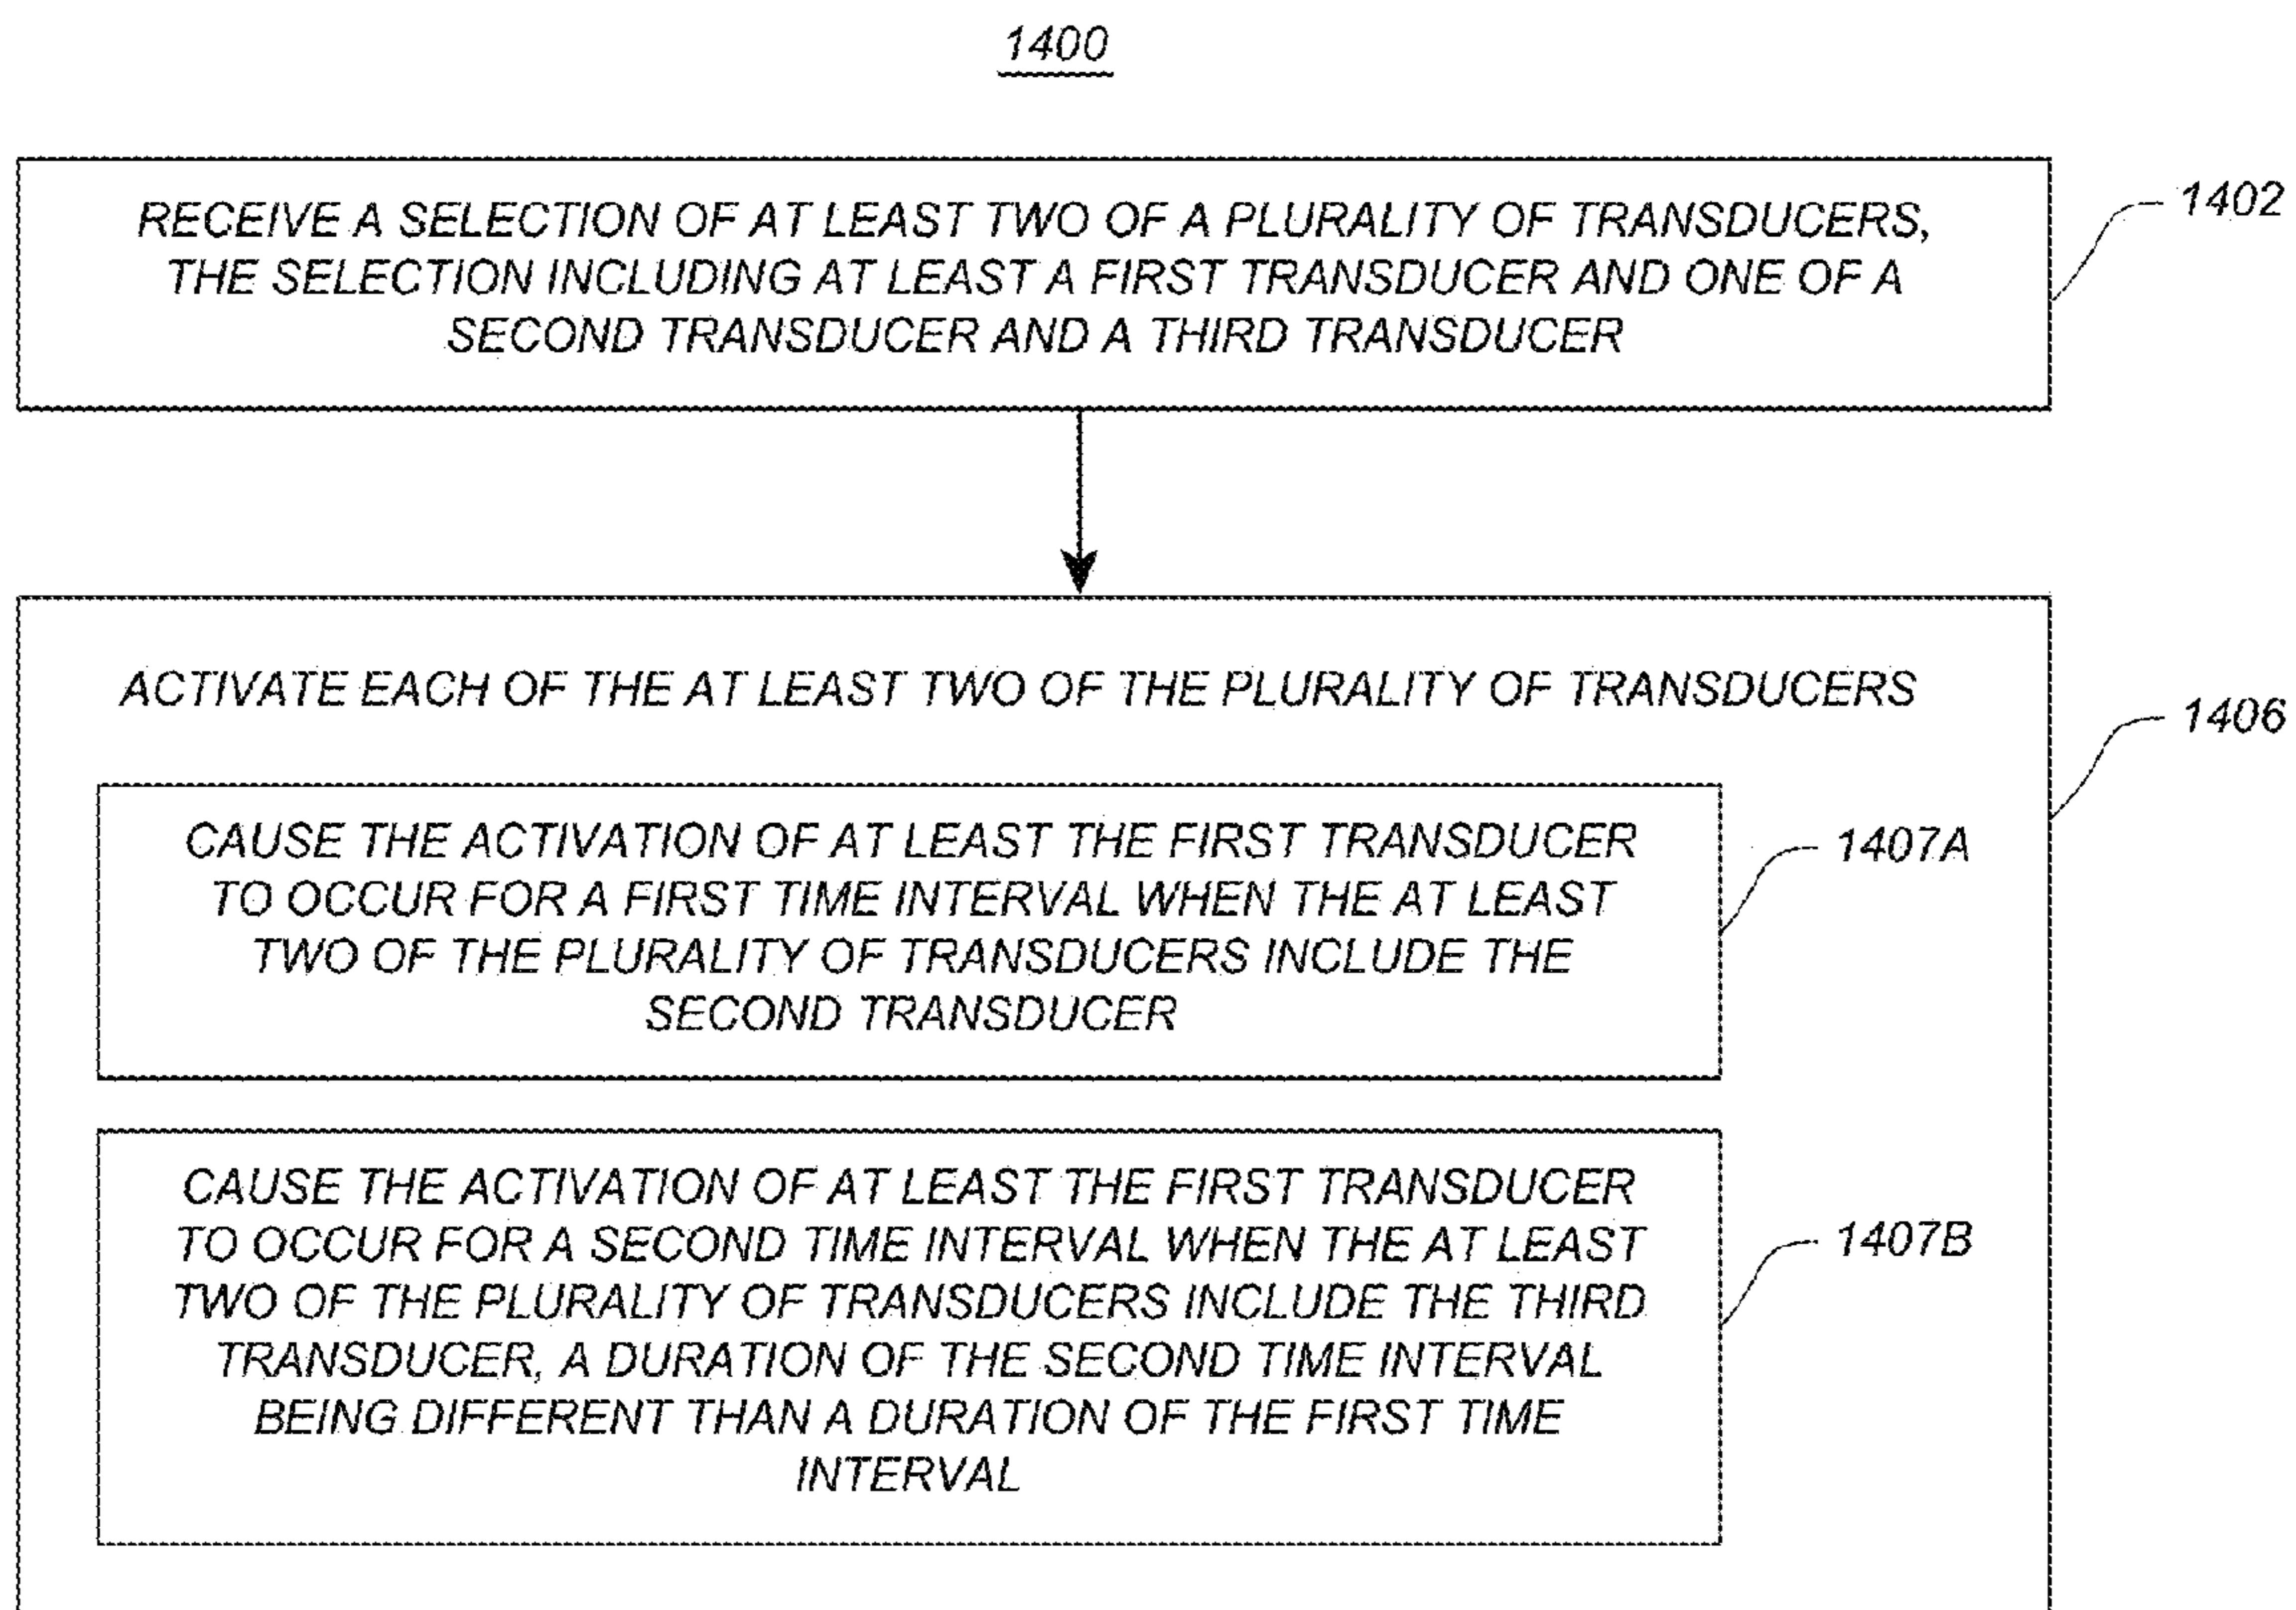 1400
RECEIVE A SELECTION OF AT LEAST TWO OF A PLURALITY OF TRANSDUCERS,
THE SELECTION INCLUDING AT LEAST A FIRST TRANSDUCER AND ONE OF A
SECOND TRANSDUCER AND A THIRD TRANSDUCER
1402
ACTIVATE EACH OF THE AT LEAST TWO OF THE PLURALITY OF TRANSDUCERS
1406
CAUSE THE ACTIVATION OF AT LEAST THE FIRST TRANSDUCER
TO OCCUR FOR A FIRST TIME INTERVAL WHEN THE AT LEAST
TWO OF THE PLURALITY OF TRANSDUCERS INCLUDE THE
SECOND TRANSDUCER
1407A
CAUSE THE ACTIVATION OF AT LEAST THE FIRST TRANSDUCER
TO OCCUR FOR A SECOND TIME INTERVAL WHEN THE AT LEAST
TWO OF THE PLURALITY OF TRANSDUCERS INCLUDE THE THIRD
TRANSDUCER, A DURATION OF THE SECOND TIME INTERVAL
BEING DIFFERENT THAN A DURATION OF THE FIRST TIME
INTERVAL
1407B